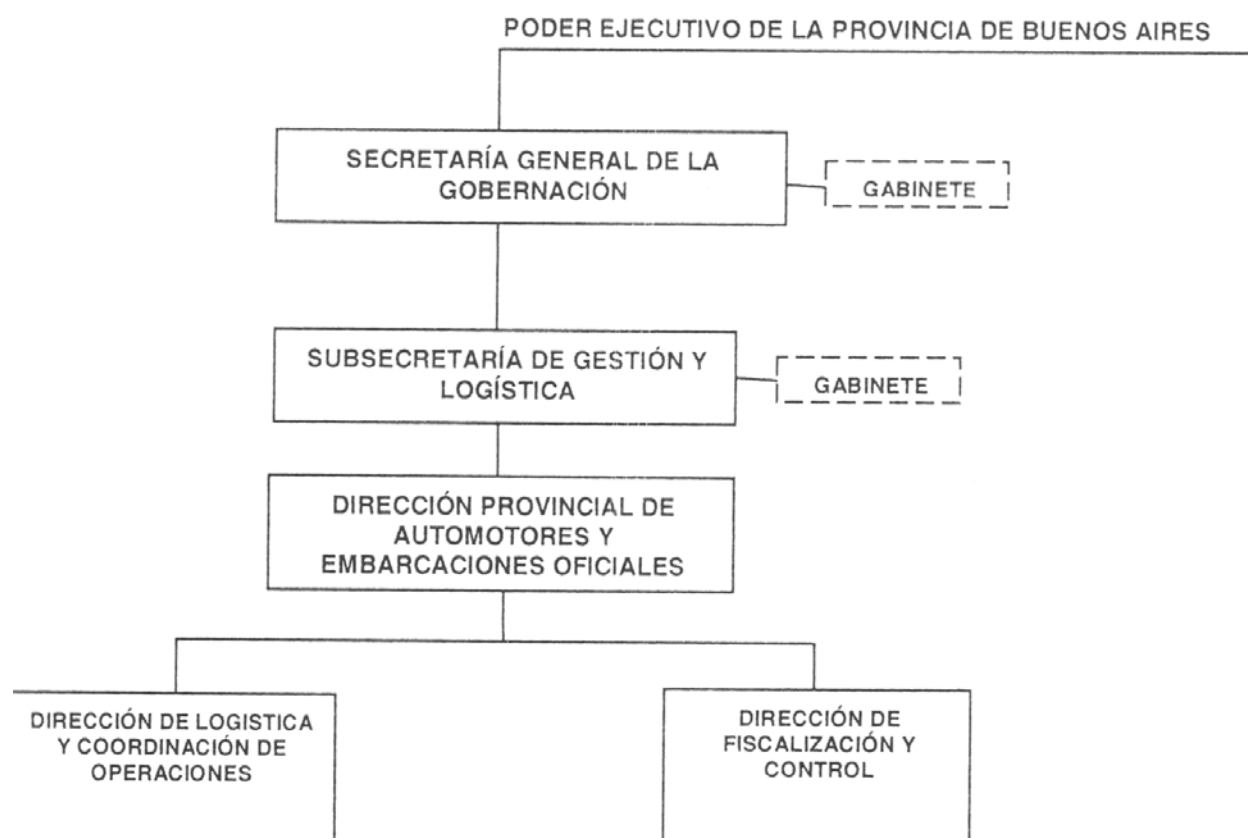 PODER EJECUTIVO DE LA PROVINCIA DE BUENOS AIRES
SECRETARÍA GENERAL DE LA
GOBERNACIÓN
GABINETE
SUBSECRETARÍA DE GESTIÓN Y
LOGÍSTICA
GABINETE
DIRECCIÓN PROVINCIAL DE
AUTOMOTORES Y
EMBARCACIONES OFICIALES
DIRECCIÓN DE LOGISTICA
Y COORDINACIÓN DE
OPERACIONES
DIRECCIÓN DE
FISCALIZACIÓN Y
CONTROL